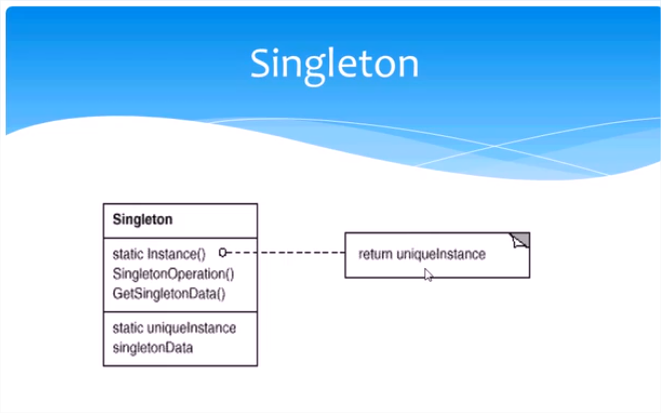 Singleton
Singleton
static Instance()
SingletonOperation()
GetSingletonData()
static uniqueInstance
singletonData
return uniqueInstance